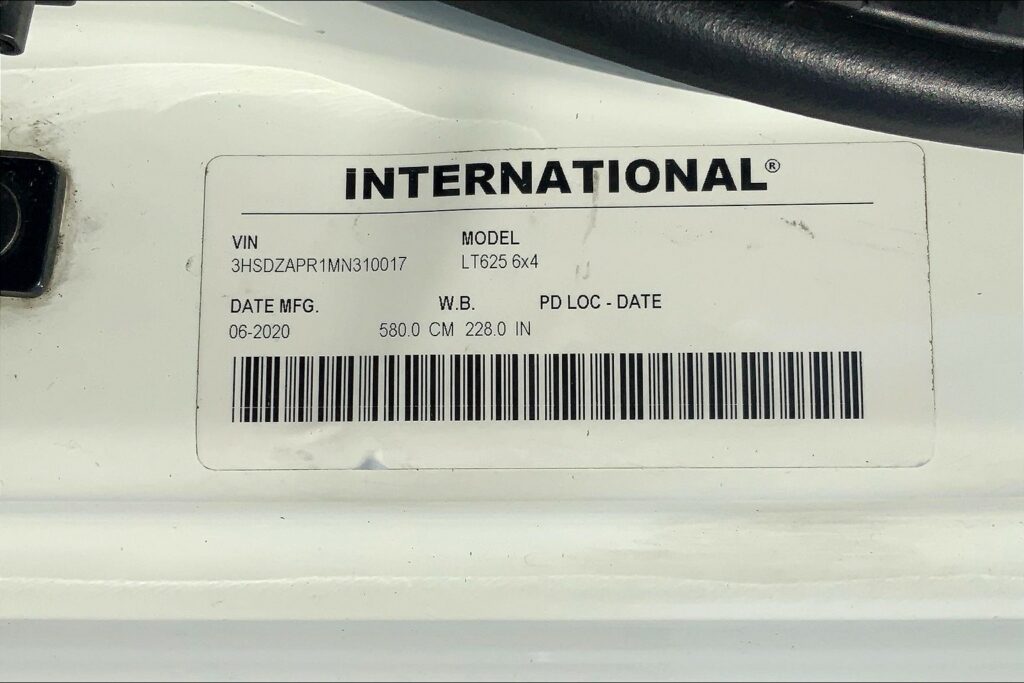 INTERNATIONAL®
VIN MODEL
3HSDZAPR1MN310017 LT625 6x4
DATE MFG. W.B. PD LOC - DATE
06-2020 580.0 CM 228.0 IN